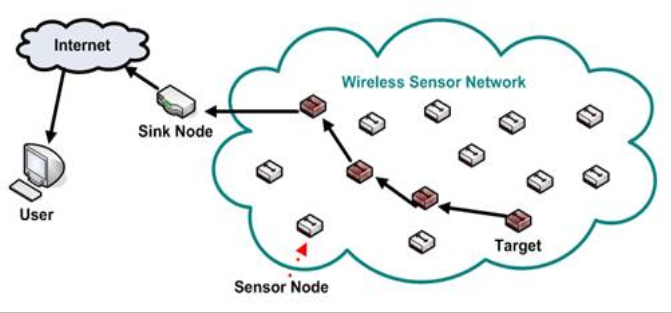 Internet
Wireless Sensor Network
Sink Node
User
Target
Sensor Node